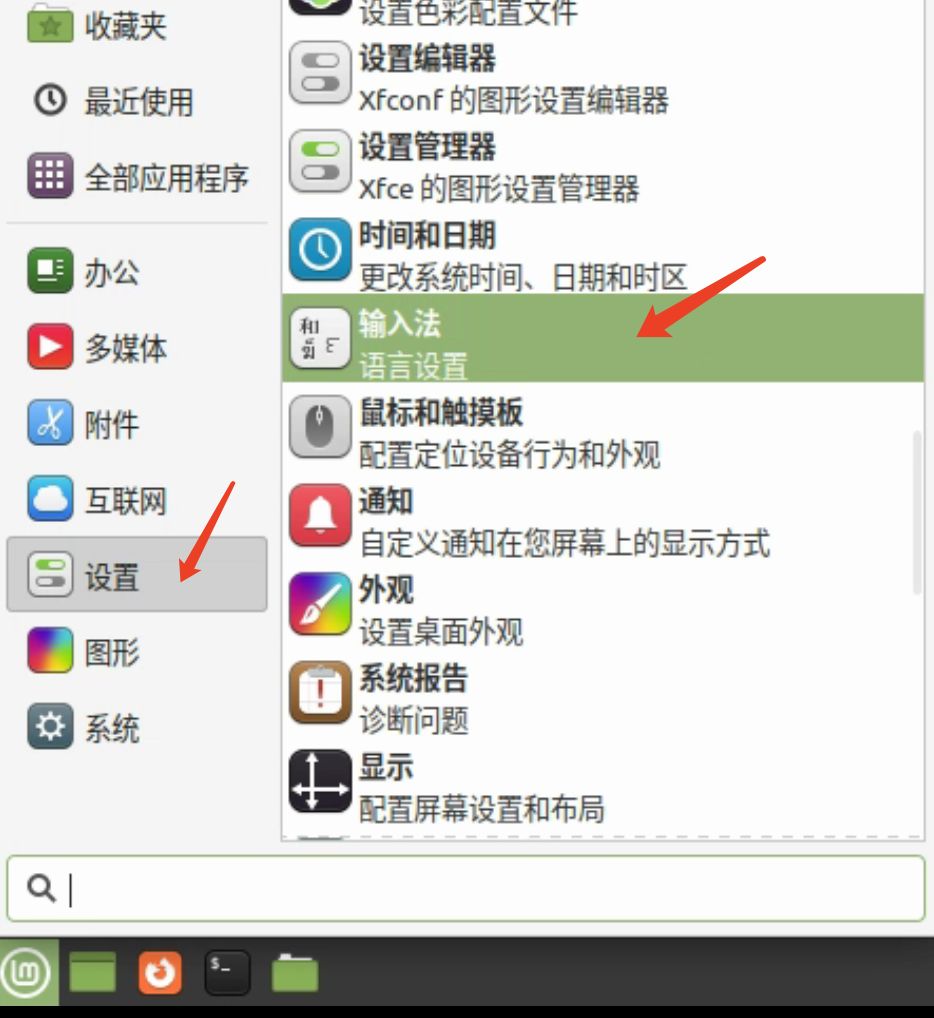 收藏夹
最近使用
全部应用程序
办公
多媒体
附件
互联网
设置
图形
系统
设置色彩配置文件
设置编辑器
Xfconf 的图形设置编辑器
设置管理器
Xfce 的图形设置管理器
时间和日期
更改系统时间、日期和时区
输入法
语言设置
鼠标和触摸板
配置定位设备行为和外观
通知
自定义通知在您屏幕上的显示方式
外观
设置桌面外观
系统报告
诊断问题
显示
配置屏幕设置和布局
$_